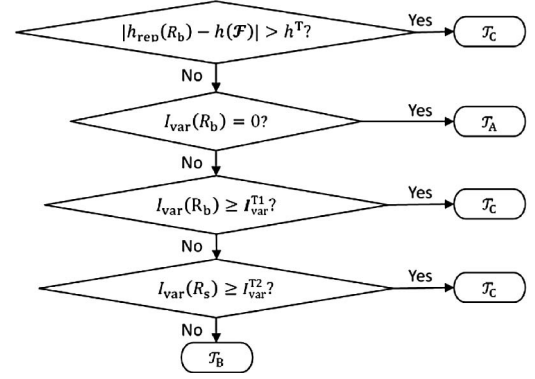 |h_rep(R_b) − h(𝓕)| > h^T?
Yes
𝒯_C
No
I_var(R_b) = 0?
Yes
𝒯_A
No
I_var(R_b) ≥ I_var^T1?
Yes
𝒯_C
No
I_var(R_s) ≥ I_var^T2?
Yes
𝒯_C
No
𝒯_B